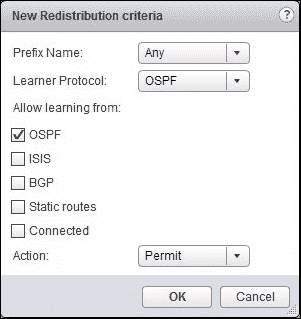 New Redistribution criteria ?
Prefix Name: Any
Learner Protocol: OSPF
Allow learning from:
OSPF
ISIS
BGP
Static routes
Connected
Action: Permit
OK Cancel